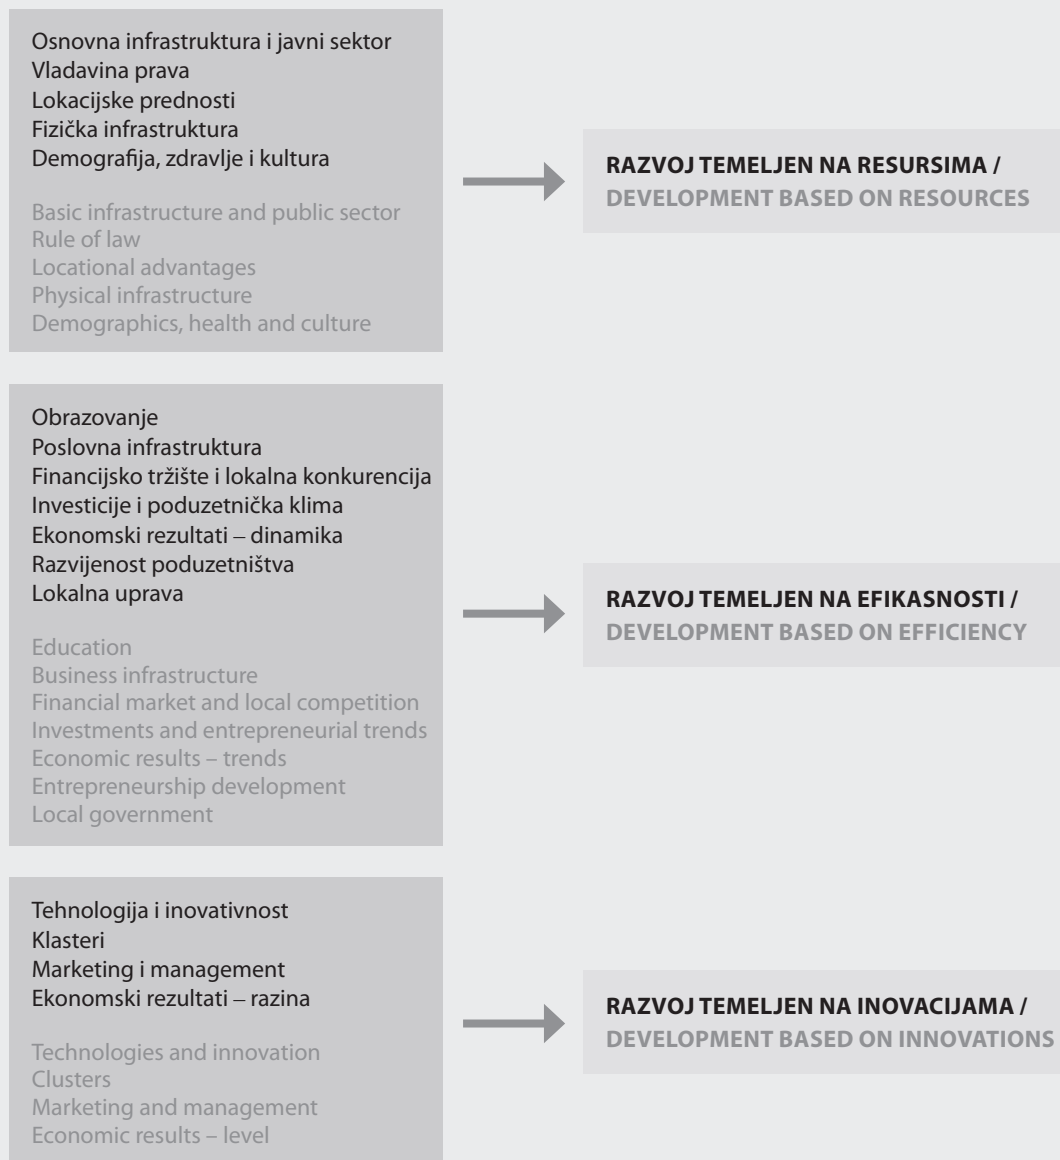 Osnovna infrastruktura i javni sektor
Vladavina prava
Lokacijske prednosti
Fizička infrastruktura
Demografija, zdravlje i kultura
Basic infrastructure and public sector
Rule of law
Locational advantages
Physical infrastructure
Demographics, health and culture
RAZVOJ TEMELJEN NA RESURSIMA /
DEVELOPMENT BASED ON RESOURCES
Obrazovanje
Poslovna infrastruktura
Financijsko tržište i lokalna konkurencija
Investicije i poduzetnička klima
Ekonomski rezultati – dinamika
Razvijenost poduzetništva
Lokalna uprava
Education
Business infrastructure
Financial market and local competition
Investments and entrepreneurial trends
Economic results – trends
Entrepreneurship development
Local government
RAZVOJ TEMELJEN NA EFIKASNOSTI /
DEVELOPMENT BASED ON EFFICIENCY
Tehnologija i inovativnost
Klasteri
Marketing i management
Ekonomski rezultati – razina
Technologies and innovation
Clusters
Marketing and management
Economic results – level
RAZVOJ TEMELJEN NA INOVACIJAMA /
DEVELOPMENT BASED ON INNOVATIONS